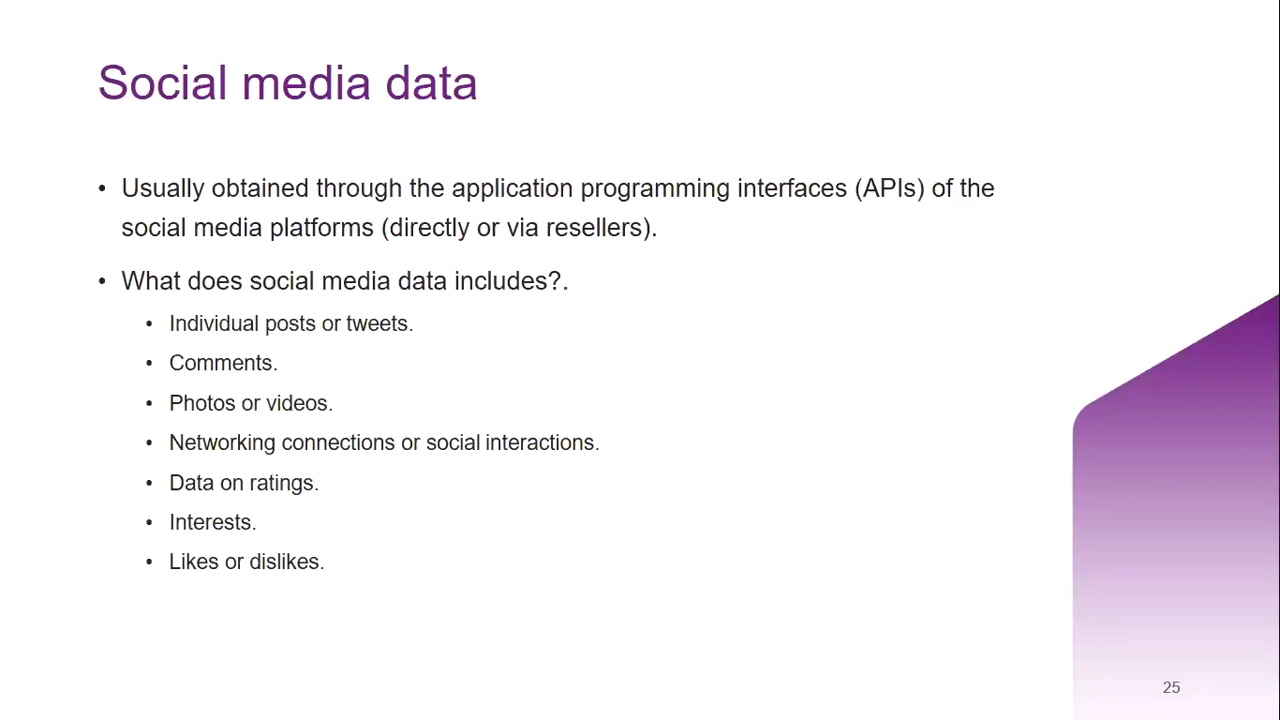 Social media data
• Usually obtained through the application programming interfaces (APIs) of the
social media platforms (directly or via resellers).
• What does social media data includes?.
• Individual posts or tweets.
• Comments.
• Photos or videos.
• Networking connections or social interactions.
• Data on ratings.
• Interests.
• Likes or dislikes.
25